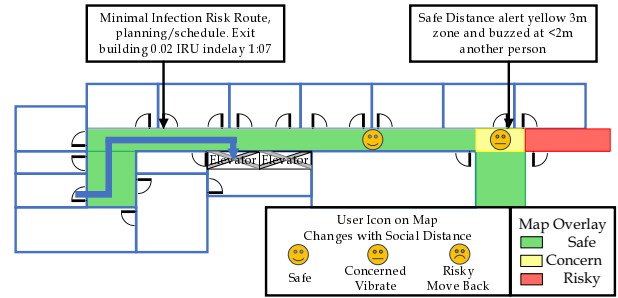 Minimal Infection Risk Route,
planning/schedule. Exit
building 0.02 IRU indelay 1:07
Safe Distance alert yellow 3m
zone and buzzed at <2m
another person
Elevator Elevator
User Icon on Map
Changes with Social Distance
Safe
Concerned
Vibrate
Risky
Move Back
Map Overlay
Safe
Concern
Risky